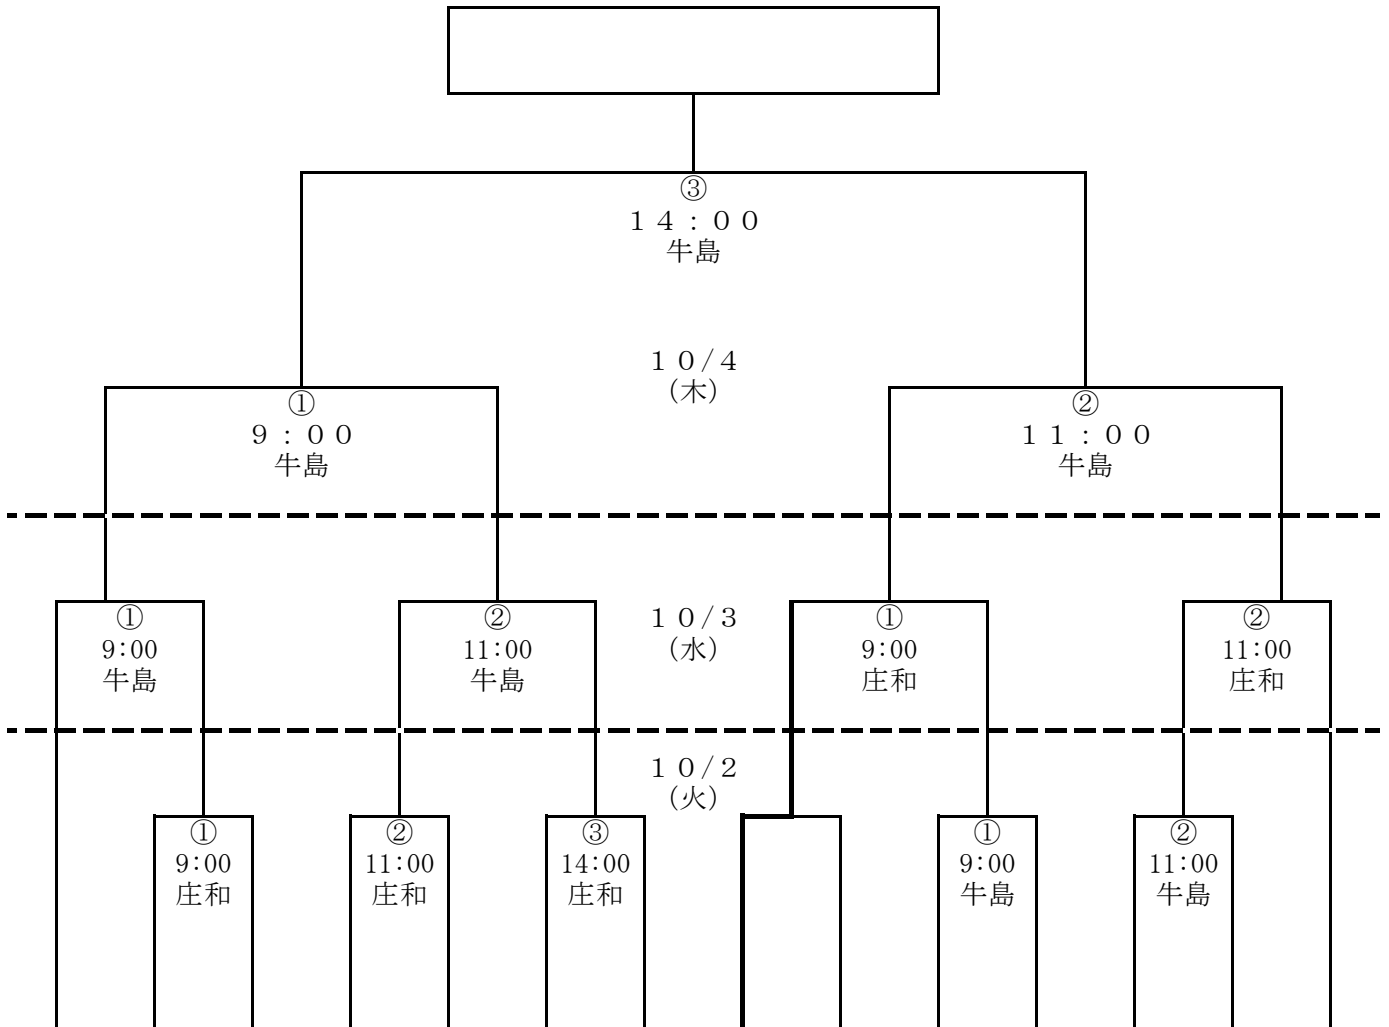 ③
１４：００
牛島
１０/４
(木)
①
９：００
牛島
②
１１：００
牛島
①
9:00
牛島
②
11:00
牛島
１０/３
(水)
①
9:00
庄和
②
11:00
庄和
１０/２
(火)
①
9:00
庄和
②
11:00
庄和
③
14:00
庄和
①
9:00
牛島
②
11:00
牛島